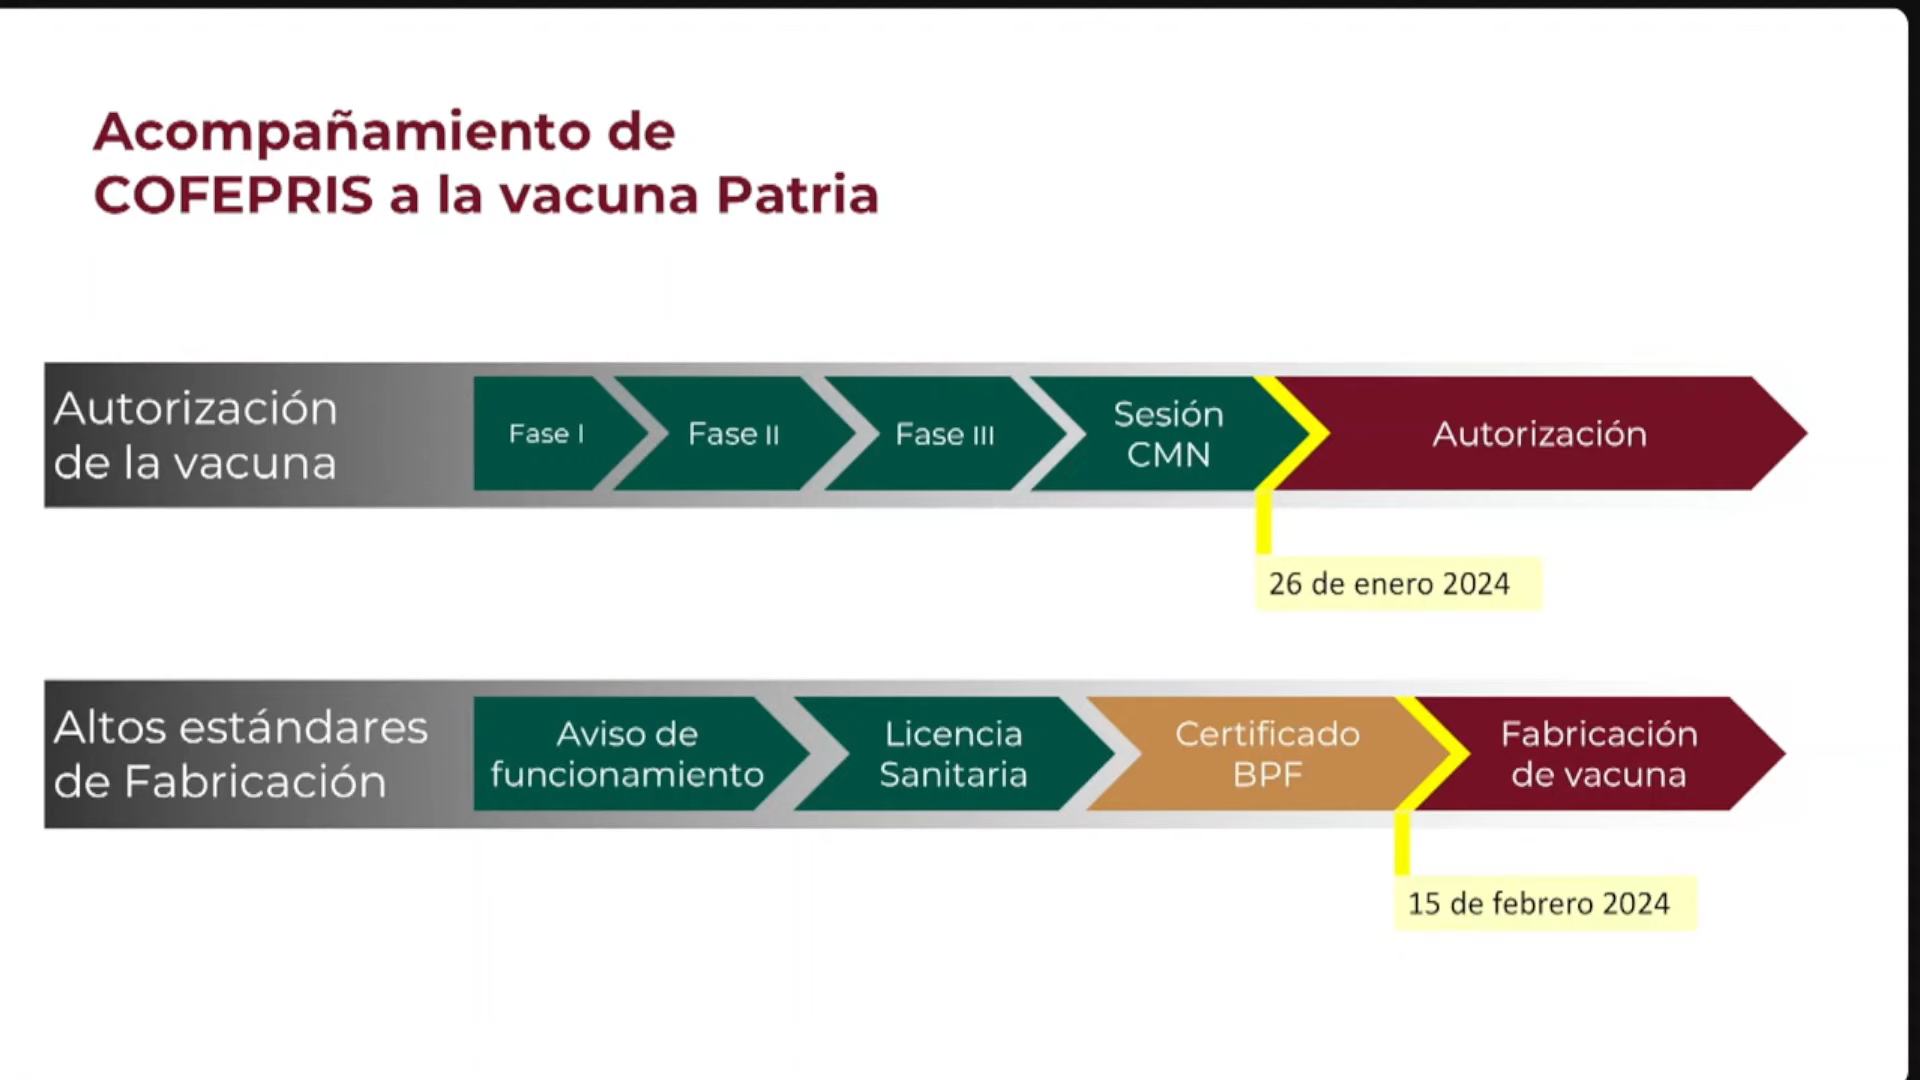 Acompañamiento de
COFEPRIS a la vacuna Patria
Autorización
de la vacuna
Fase I
Fase II
Fase III
Sesión
CMN
Autorización
26 de enero 2024
Altos estándares
de Fabricación
Aviso de
funcionamiento
Licencia
Sanitaria
Certificado
BPF
Fabricación
de vacuna
15 de febrero 2024